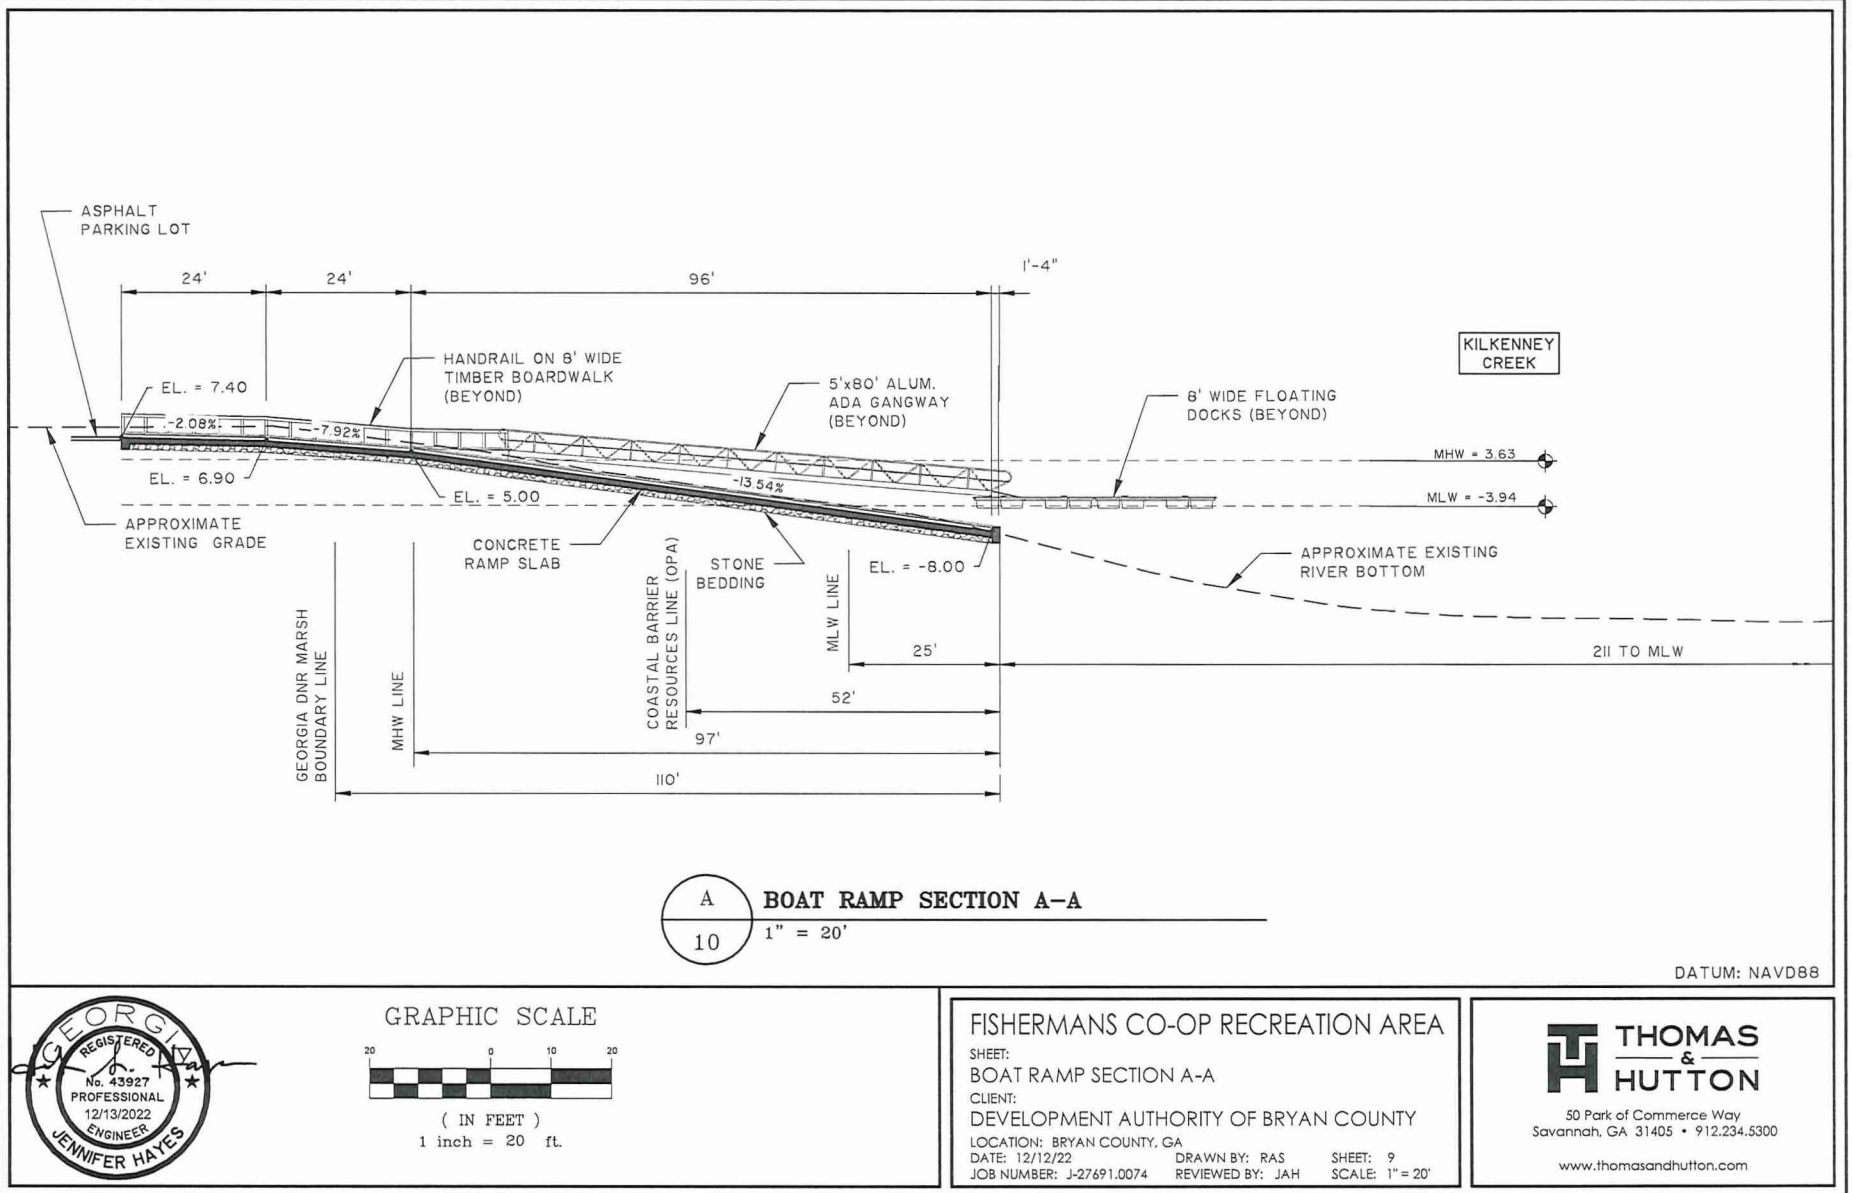 ASPHALT
PARKING LOT
24'
24'
96'
1'-4"
KILKENNEY
CREEK
HANDRAIL ON 8' WIDE
TIMBER BOARDWALK
(BEYOND)
5'x80' ALUM.
ADA GANGWAY
(BEYOND)
8' WIDE FLOATING
DOCKS (BEYOND)
EL. = 7.40
-2.08%
-7.92%
-13.54%
MHW = 3.63
MLW = -3.94
EL. = 6.90
EL. = 5.00
APPROXIMATE
EXISTING GRADE
CONCRETE
RAMP SLAB
STONE
BEDDING
EL. = -8.00
APPROXIMATE EXISTING
RIVER BOTTOM
GEORGIA DNR MARSH
BOUNDARY LINE
MHW LINE
COASTAL BARRIER
RESOURCES LINE (OPA)
MLW LINE
25'
211 TO MLW
52'
97'
110'
A
10
BOAT RAMP SECTION A-A
1" = 20'
DATUM: NAVD88
GEORGIA
REGISTERED
No. 43927
PROFESSIONAL
12/13/2022
ENGINEER
JENNIFER HAYES
GRAPHIC SCALE
20 0 10 20
( IN FEET )
1 inch = 20 ft.
FISHERMANS CO-OP RECREATION AREA
SHEET:
BOAT RAMP SECTION A-A
CLIENT:
DEVELOPMENT AUTHORITY OF BRYAN COUNTY
LOCATION: BRYAN COUNTY, GA
DATE: 12/12/22 DRAWN BY: RAS SHEET: 9
JOB NUMBER: J-27691.0074 REVIEWED BY: JAH SCALE: 1" = 20'
TH
THOMAS
&
HUTTON
50 Park of Commerce Way
Savannah, GA 31405 • 912.234.5300
www.thomasandhutton.com